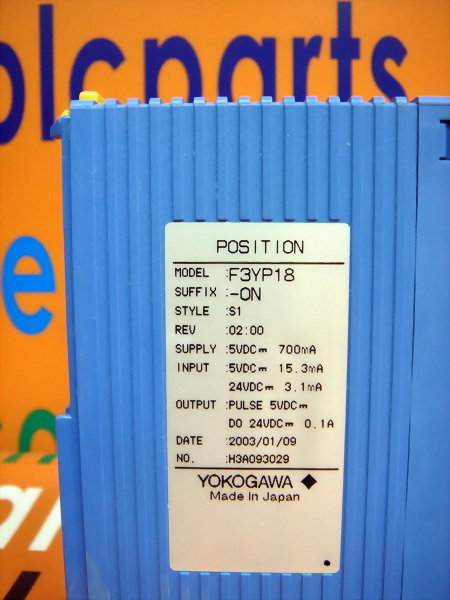 plcparts
POSITION
MODEL :F3YP18
SUFFIX :-0N
STYLE :S1
REV :02:00
SUPPLY :5VDC⎓ 700mA
INPUT :5VDC⎓ 15.3mA
24VDC⎓ 3.1mA
OUTPUT :PULSE 5VDC⎓
DO 24VDC⎓ 0.1A
DATE :2003/01/09
NO. :H3A093029
YOKOGAWA ◆
Made in Japan